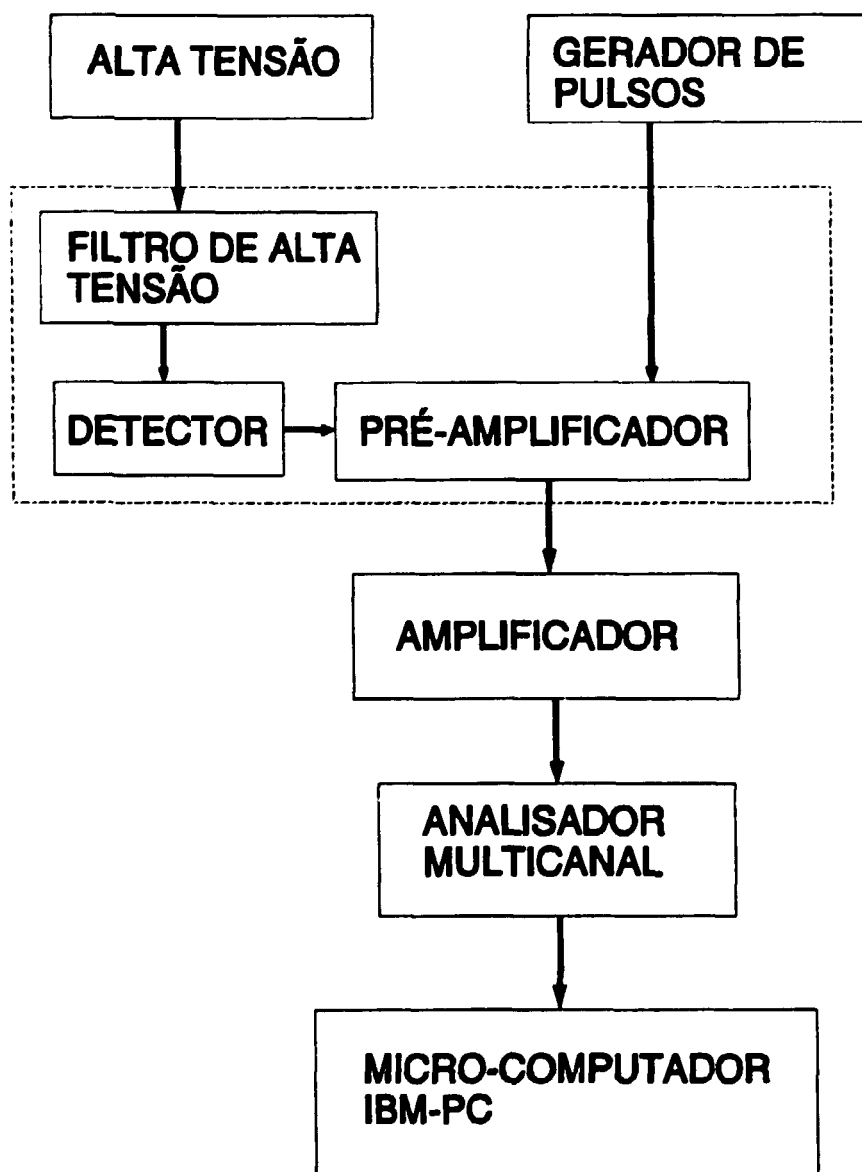 ALTA TENSÃO
GERADOR DE
PULSOS
FILTRO DE ALTA
TENSÃO
DETECTOR
PRÉ-AMPLIFICADOR
AMPLIFICADOR
ANALISADOR
MULTICANAL
MICRO-COMPUTADOR
IBM-PC